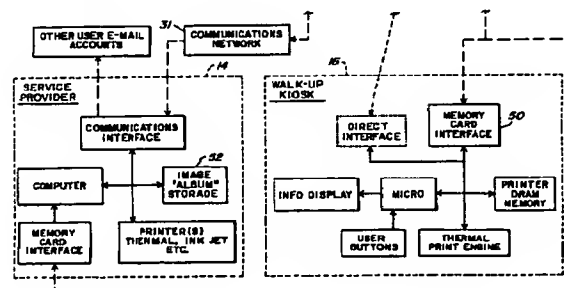 OTHER USER E-MAIL
ACCOUNTS
31
COMMUNICATIONS
NETWORK
14
SERVICE
PROVIDER
COMMUNICATIONS
INTERFACE
52
COMPUTER
IMAGE
"ALBUM"
STORAGE
MEMORY
CARD
INTERFACE
PRINTER(S)
THERMAL, INK JET
ETC.
16
WALK-UP
KIOSK
DIRECT
INTERFACE
MEMORY
CARD
INTERFACE
50
INFO DISPLAY
MICRO
PRINTER
DRAM
MEMORY
USER
BUTTONS
THERMAL
PRINT ENGINE